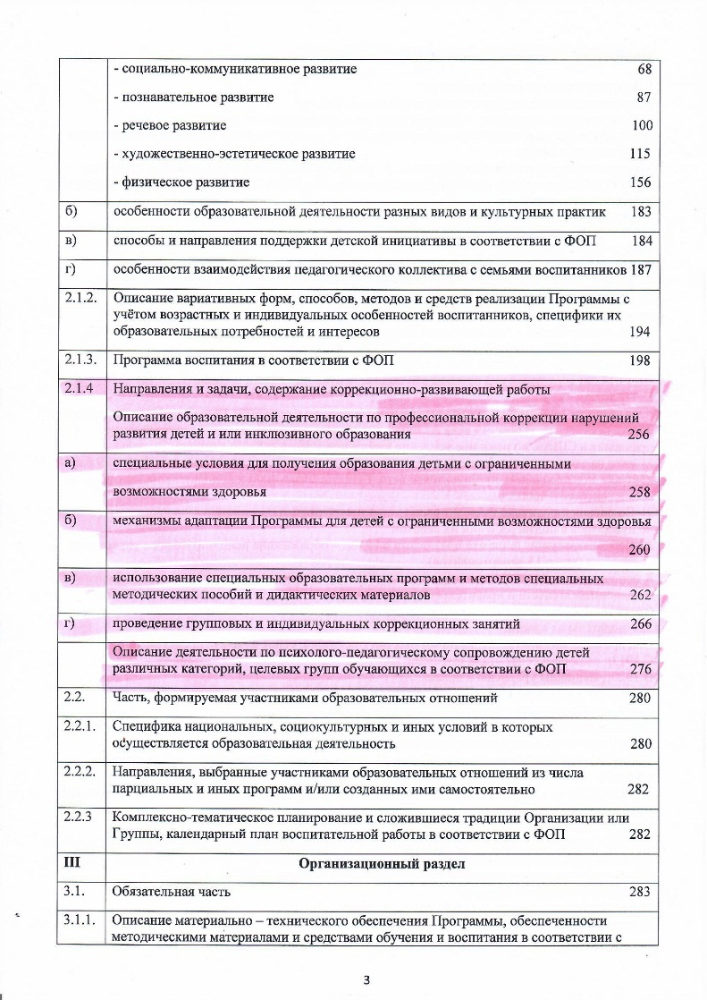 - социально-коммуникативное развитие 68
- познавательное развитие 87
- речевое развитие 100
- художественно-эстетическое развитие 115
- физическое развитие 156
б) особенности образовательной деятельности разных видов и культурных практик 183
в) способы и направления поддержки детской инициативы в соответствии с ФОП 184
г) особенности взаимодействия педагогического коллектива с семьями воспитанников 187
2.1.2. Описание вариативных форм, способов, методов и средств реализации Программы с
учётом возрастных и индивидуальных особенностей воспитанников, специфики их
образовательных потребностей и интересов 194
2.1.3. Программа воспитания в соответствии с ФОП 198
2.1.4 Направления и задачи, содержание коррекционно-развивающей работы
Описание образовательной деятельности по профессиональной коррекции нарушений
развития детей и или инклюзивного образования 256
а) специальные условия для получения образования детьми с ограниченными
возможностями здоровья 258
б) механизмы адаптации Программы для детей с ограниченными возможностями здоровья
260
в) использование специальных образовательных программ и методов специальных
методических пособий и дидактических материалов 262
г) проведение групповых и индивидуальных коррекционных занятий 266
Описание деятельности по психолого-педагогическому сопровождению детей
различных категорий, целевых групп обучающихся в соответствии с ФОП 276
2.2. Часть, формируемая участниками образовательных отношений 280
2.2.1. Специфика национальных, социокультурных и иных условий в которых
осуществляется образовательная деятельность 280
2.2.2. Направления, выбранные участниками образовательных отношений из числа
парциальных и иных программ и/или созданных ими самостоятельно 282
2.2.3 Комплексно-тематическое планирование и сложившиеся традиции Организации или
Группы, календарный план воспитательной работы в соответствии с ФОП 282
III Организационный раздел
3.1. Обязательная часть 283
3.1.1. Описание материально – технического обеспечения Программы, обеспеченности
методическими материалами и средствами обучения и воспитания в соответствии с
3